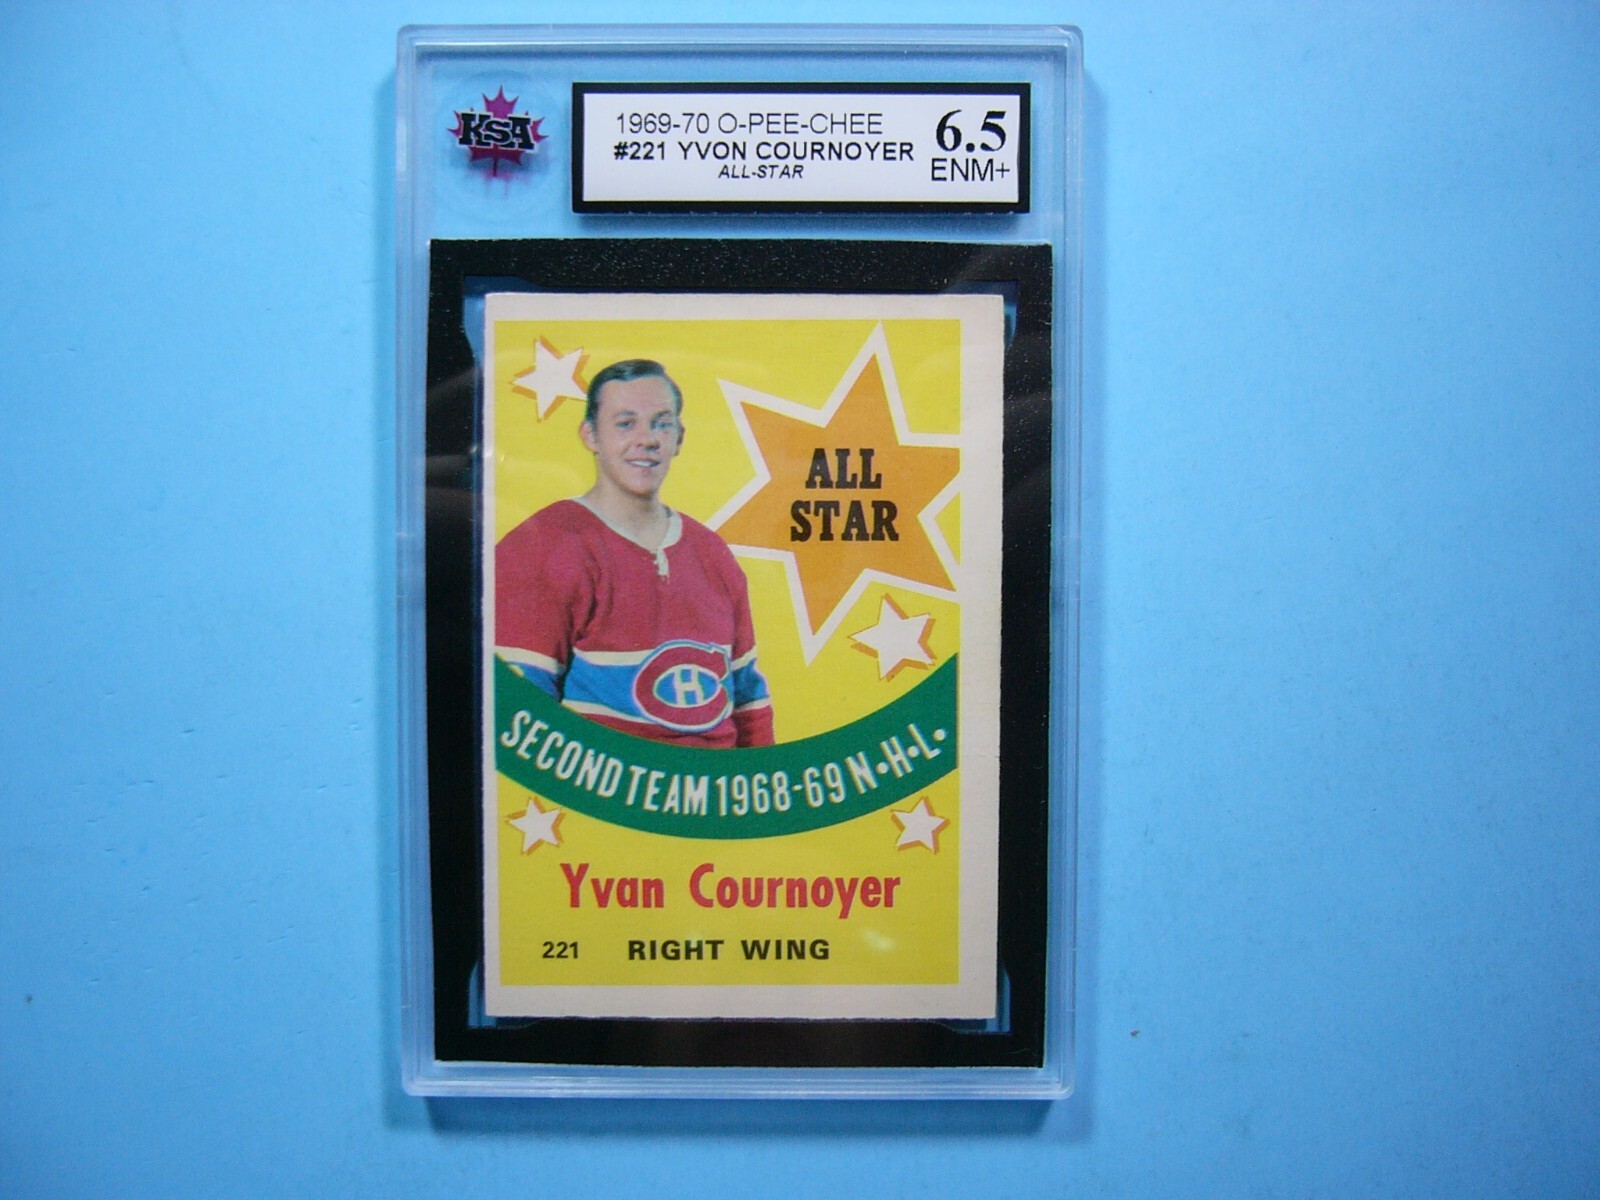 KSA
1969-70 O-PEE-CHEE
#221 YVON COURNOYER
ALL-STAR
6.5
ENM+
ALL
STAR
CH
SECOND TEAM 1968-69 N·H·L·
Yvan Cournoyer
221 RIGHT WING